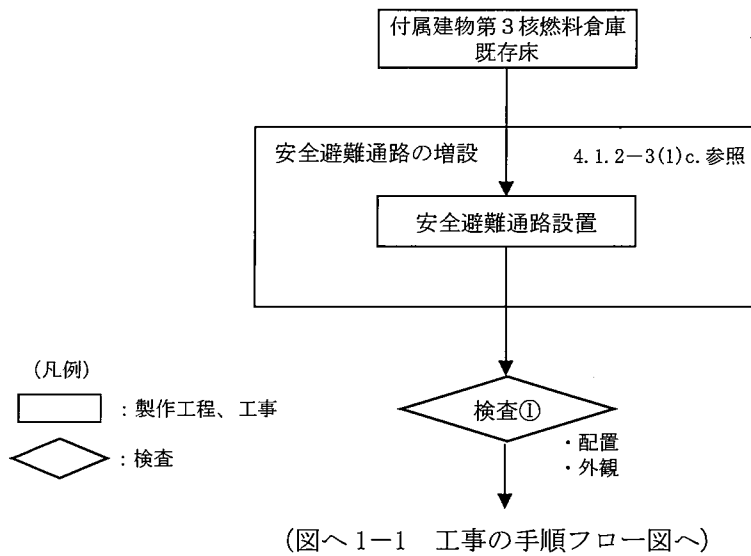 付属建物第３核燃料倉庫
既存床
安全避難通路の増設
4.1.2－3(1)c.参照
安全避難通路設置
検査①
・配置
・外観
(凡例)
：製作工程、工事
：検査
(図へ 1－1　工事の手順フロー図へ)